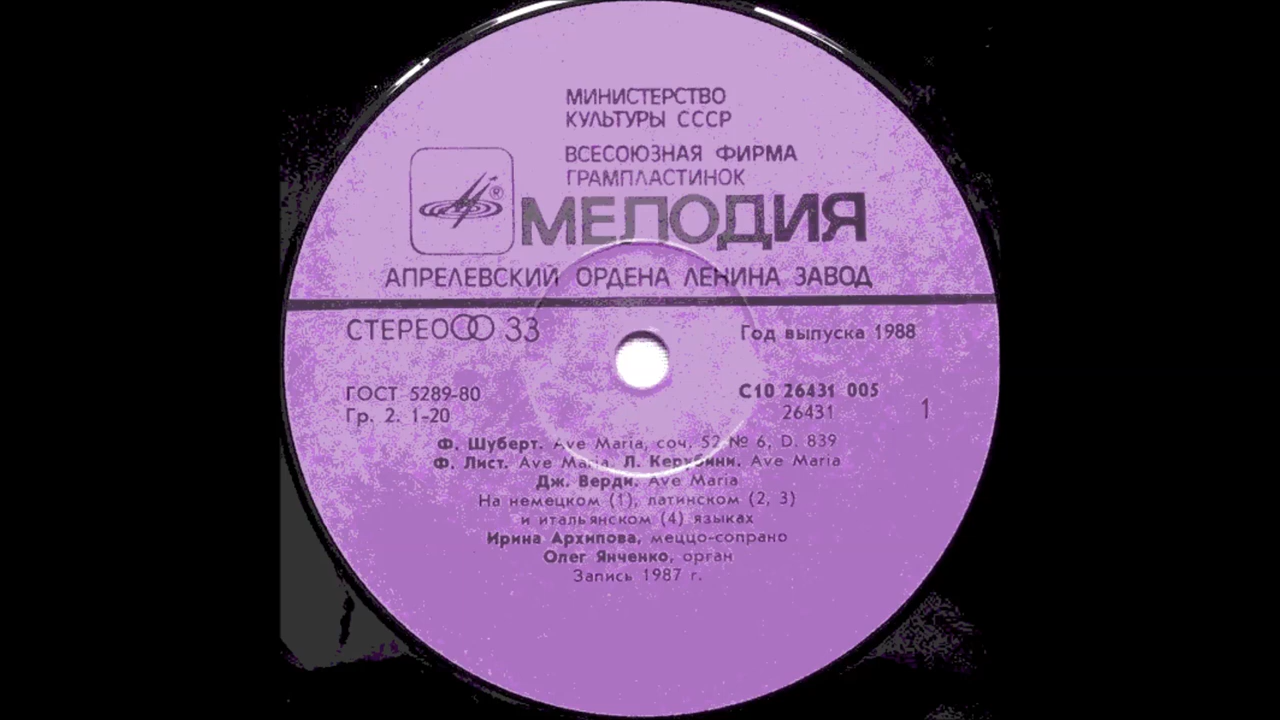 МИНИСТЕРСТВО
КУЛЬТУРЫ СССР
ВСЕСОЮЗНАЯ ФИРМА
ГРАМПЛАСТИНОК
®
МЕЛОДИЯ
АПРЕЛЕВСКИЙ ОРДЕНА ЛЕНИНА ЗАВОД
СТЕРЕО 33
Год выпуска 1988
ГОСТ 5289-80
Гр. 2. 1-20
С10 26431 005
26431
1
Ф. Шуберт. Ave Maria, соч. 52 № 6, D. 839
Ф. Лист. Ave Maria. Л. Керубини. Ave Maria
Дж. Верди. Ave Maria
На немецком (1), латинском (2, 3)
и итальянском (4) языках
Ирина Архипова, меццо-сопрано
Олег Янченко, орган
Запись 1987 г.